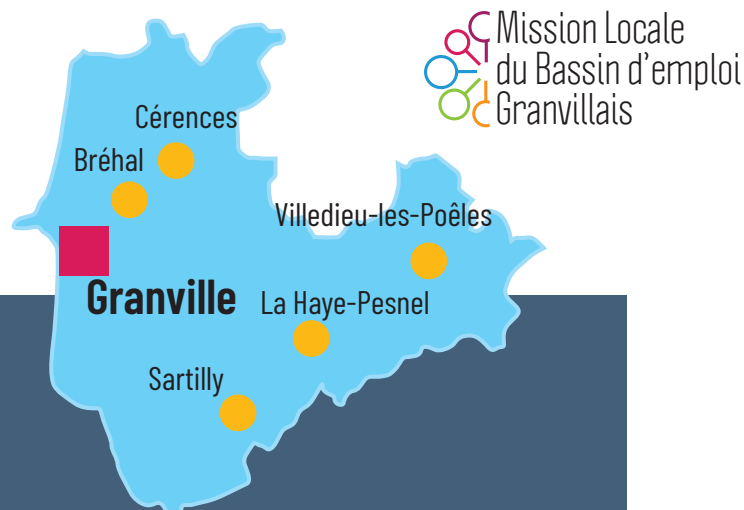 Mission Locale
du Bassin d'emploi
Granvillais
Cérences
Bréhal
Villedieu-les-Poêles
Granville
La Haye-Pesnel
Sartilly